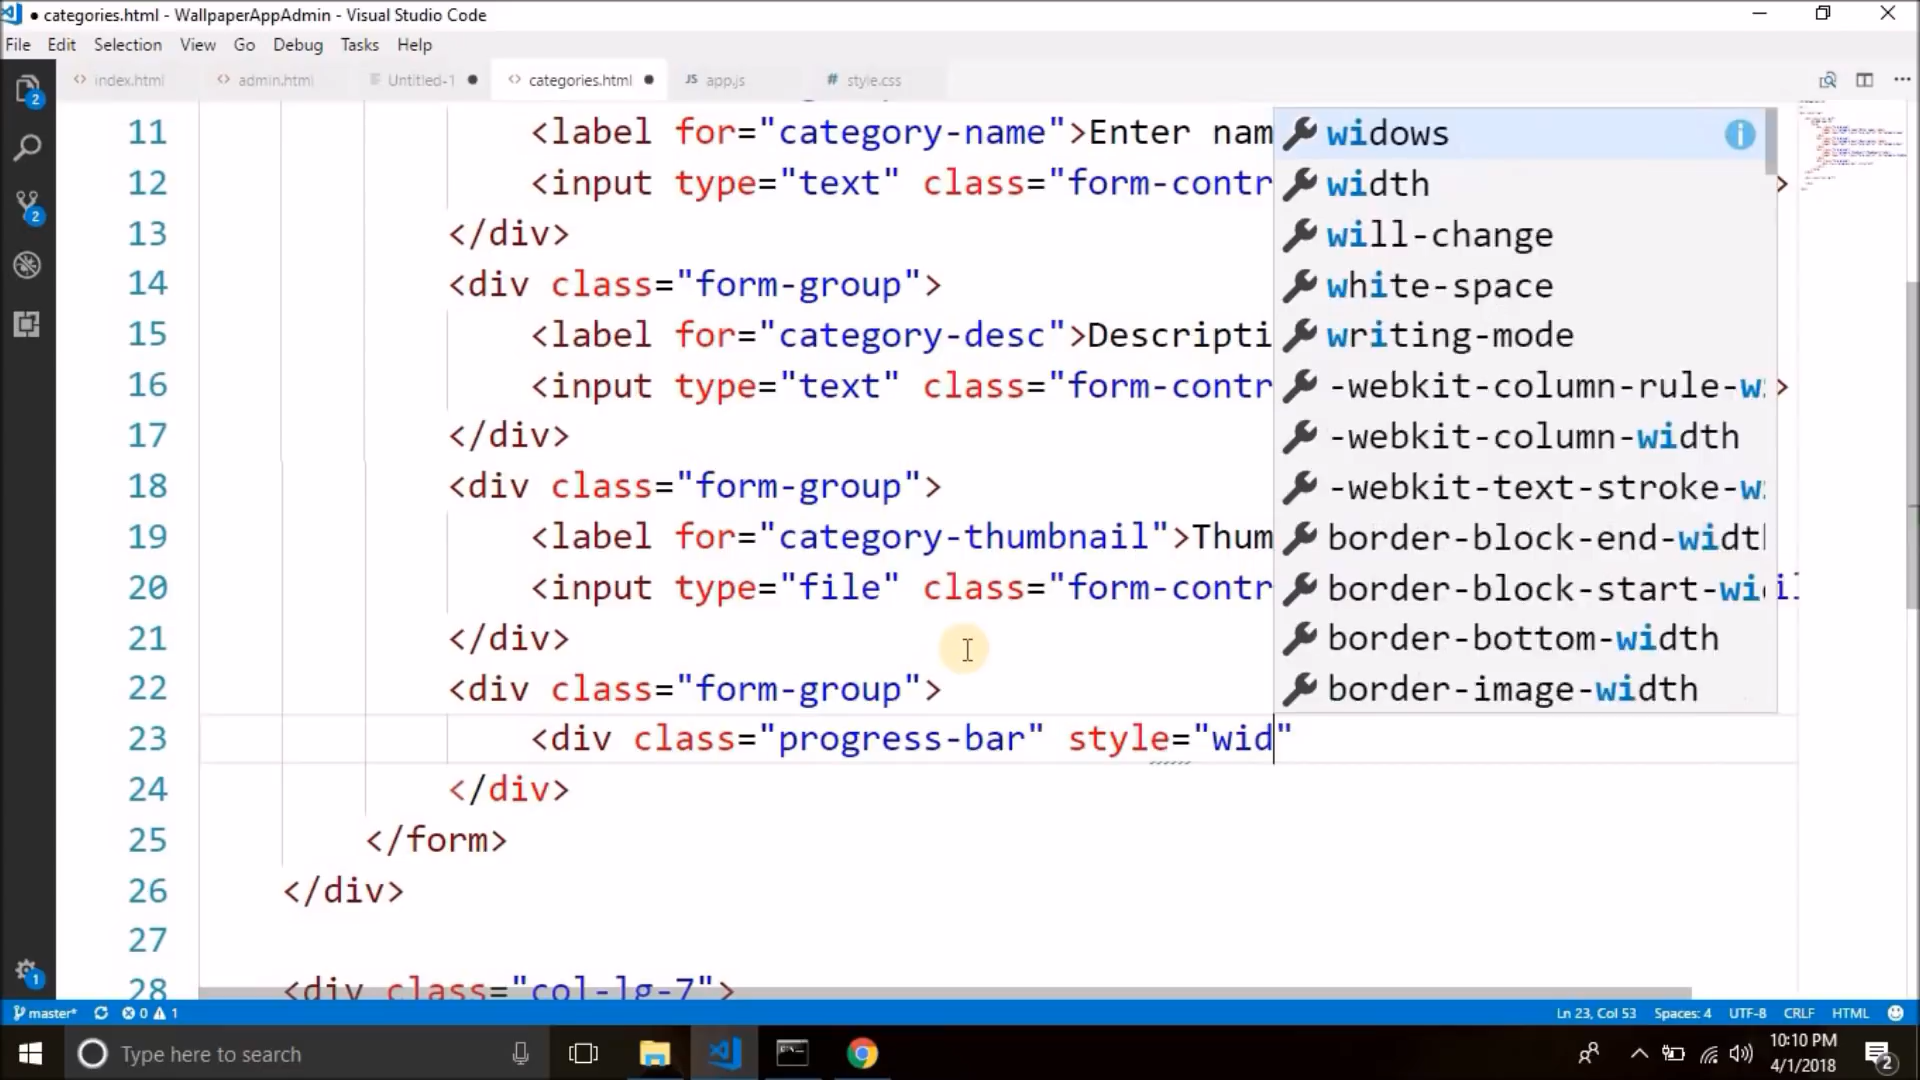 ● categories.html - WallpaperAppAdmin - Visual Studio Code
File Edit Selection View Go Debug Tasks Help
index.html admin.html Untitled-1 ● categories.html ● JS app.js # style.css
11 <label for="category-name">Enter nam
12 <input type="text" class="form-contr >
13 </div>
14 <div class="form-group">
15 <label for="category-desc">Descripti
16 <input type="text" class="form-contr >
17 </div>
18 <div class="form-group">
19 <label for="category-thumbnail">Thum
20 <input type="file" class="form-contr il
21 </div>
22 <div class="form-group">
23 <div class="progress-bar" style="wid"
24 </div>
25 </form>
26 </div>
27
28 <div class="col-lg-7">
widows
width
will-change
white-space
writing-mode
-webkit-column-rule-w
-webkit-column-width
-webkit-text-stroke-w
border-block-end-widt
border-block-start-wi
border-bottom-width
border-image-width
2
2
1
master* 0 1 Ln 23, Col 53 Spaces: 4 UTF-8 CRLF HTML
Type here to search
10:10 PM
4/1/2018
2